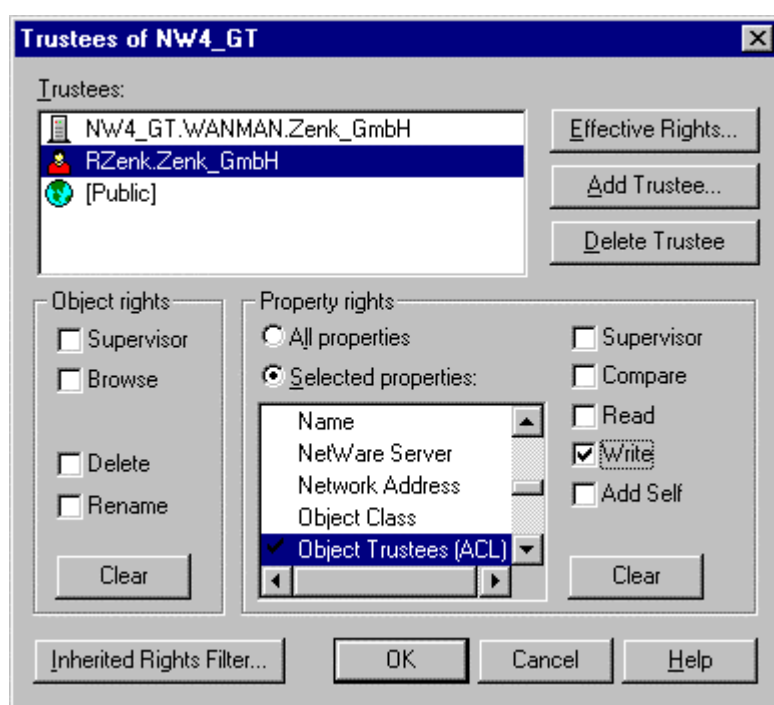 Trustees of NW4_GT
Trustees:
NW4_GT.WANMAN.Zenk_GmbH
RZenk.Zenk_GmbH
[Public]
Effective Rights...
Add Trustee...
Delete Trustee
Object rights
Supervisor
Browse
Delete
Rename
Clear
Property rights
All properties
Selected properties:
Name
NetWare Server
Network Address
Object Class
Object Trustees (ACL)
Supervisor
Compare
Read
Write
Add Self
Clear
Inherited Rights Filter...
OK
Cancel
Help